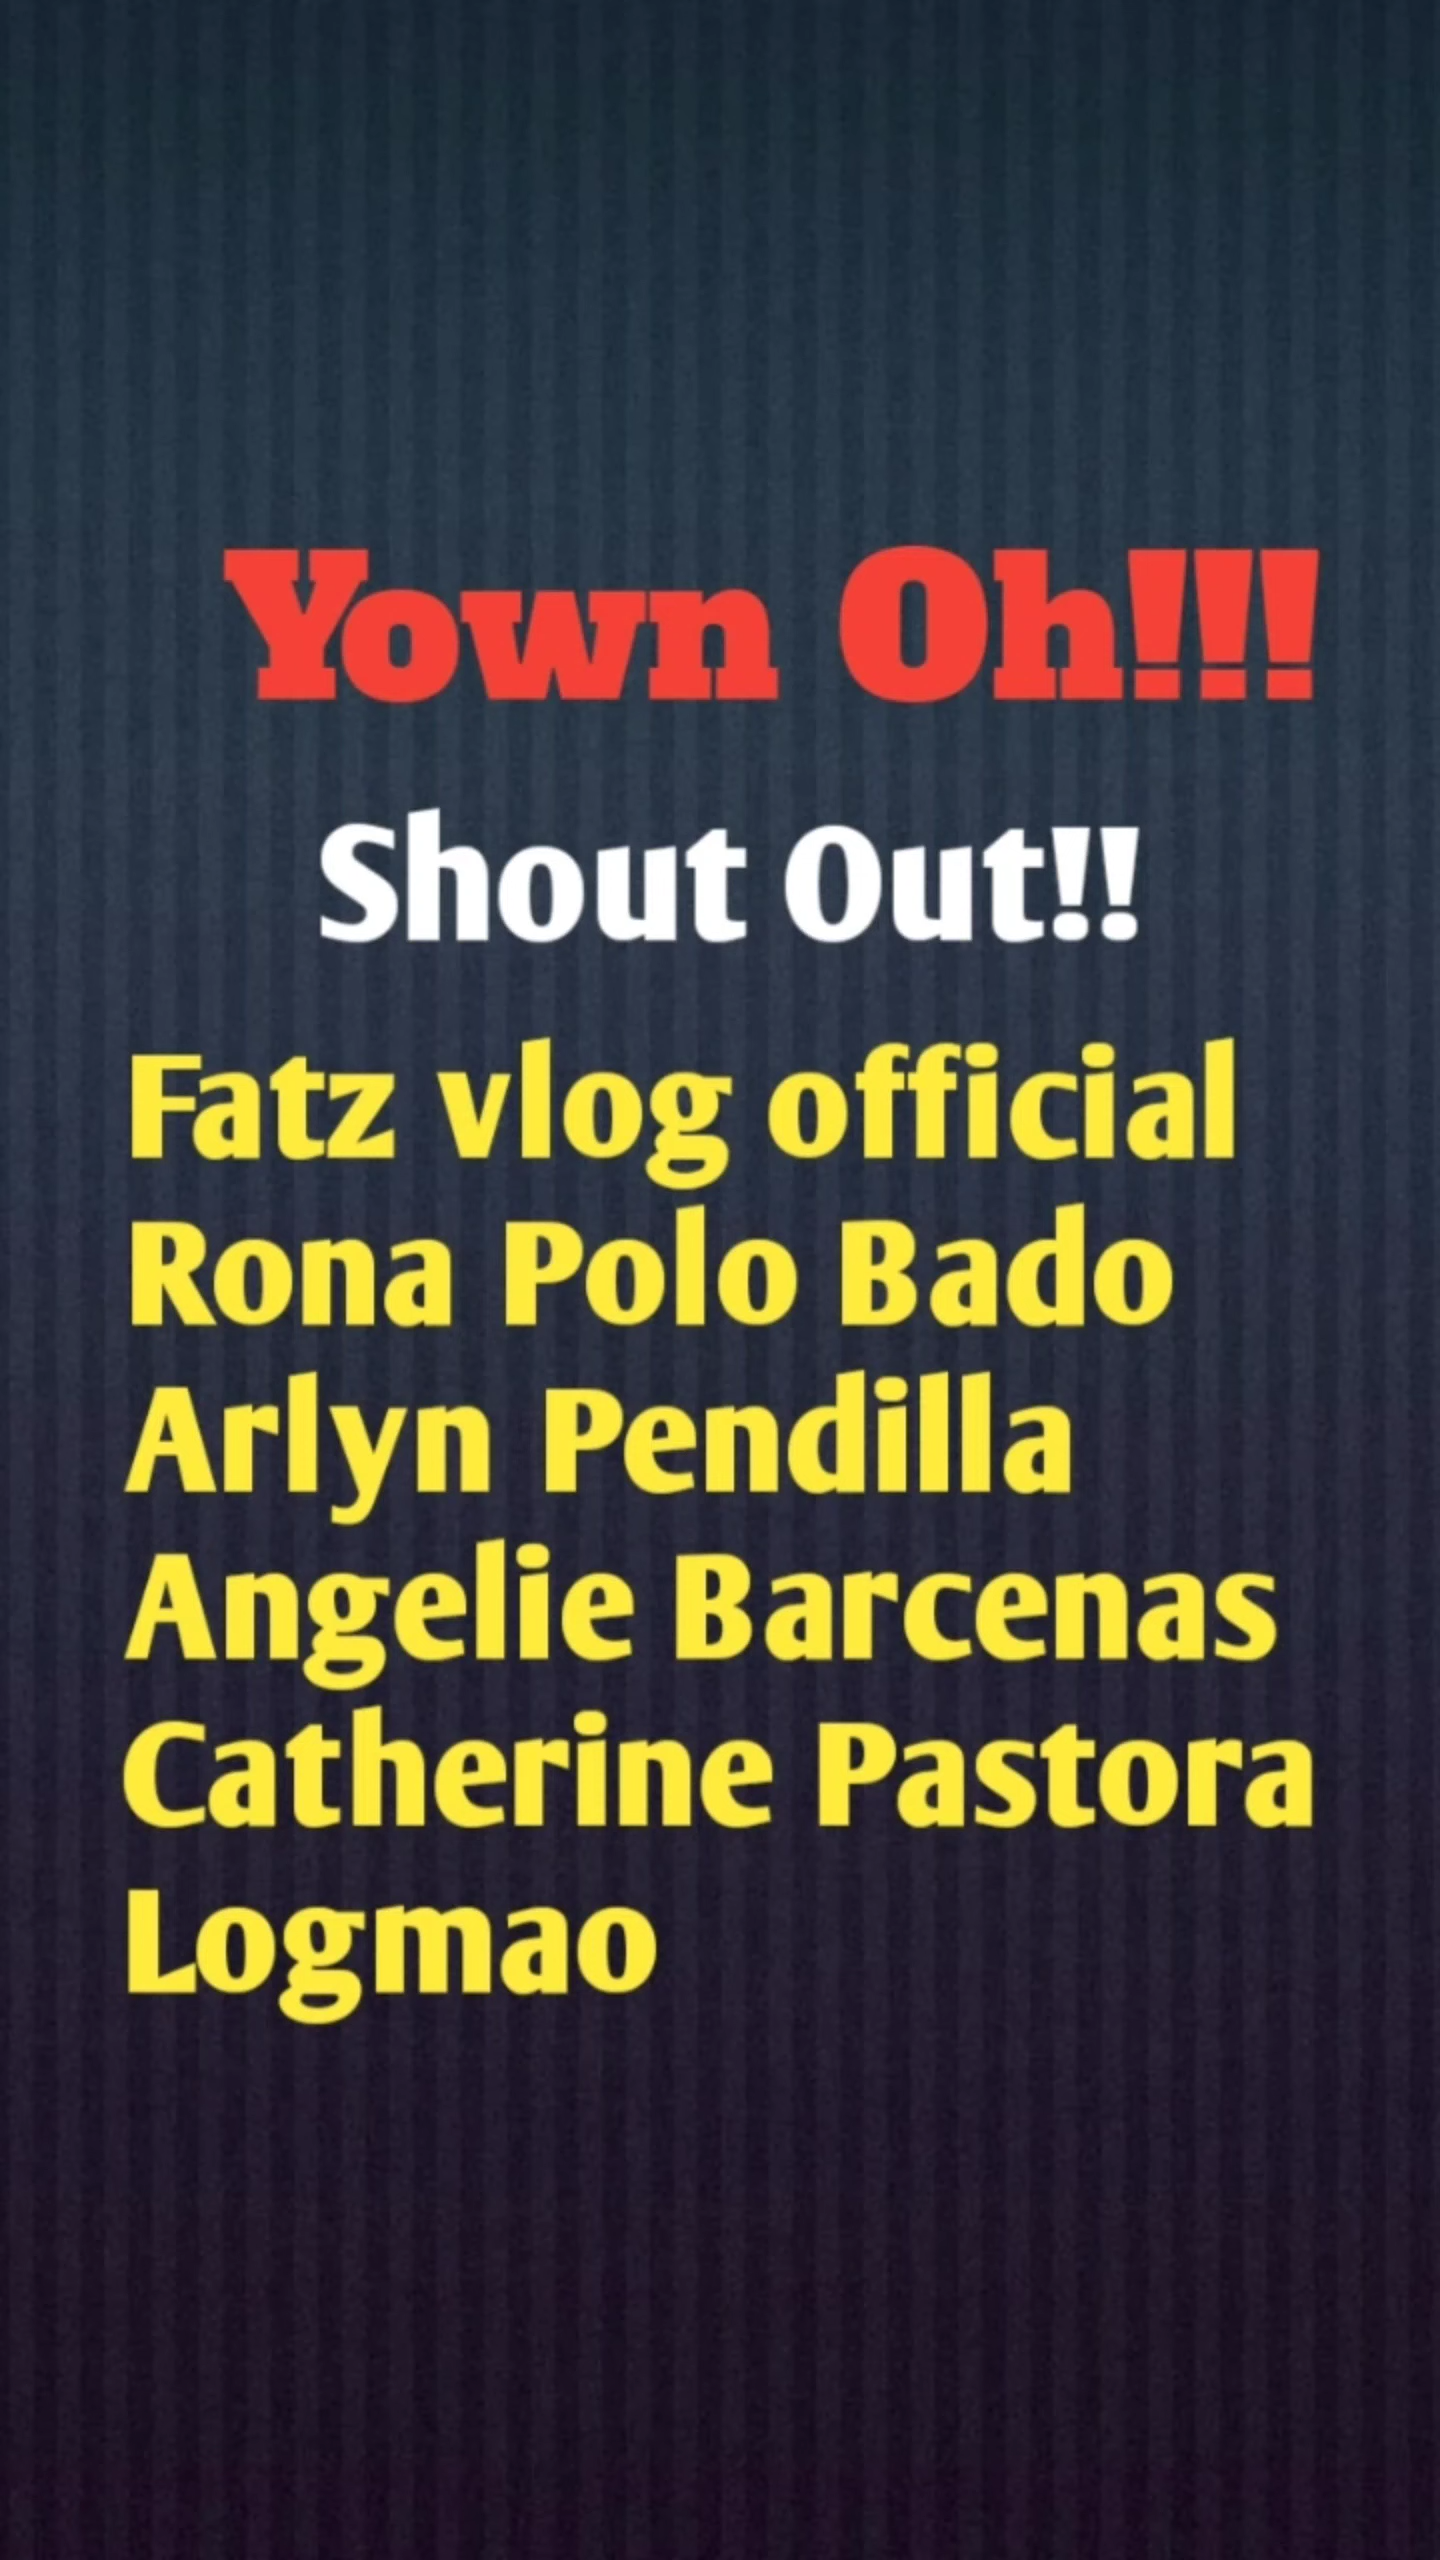 Yown Oh!!!
Shout Out!!
Fatz vlog official
Rona Polo Bado
Arlyn Pendilla
Angelie Barcenas
Catherine Pastora
Logmao